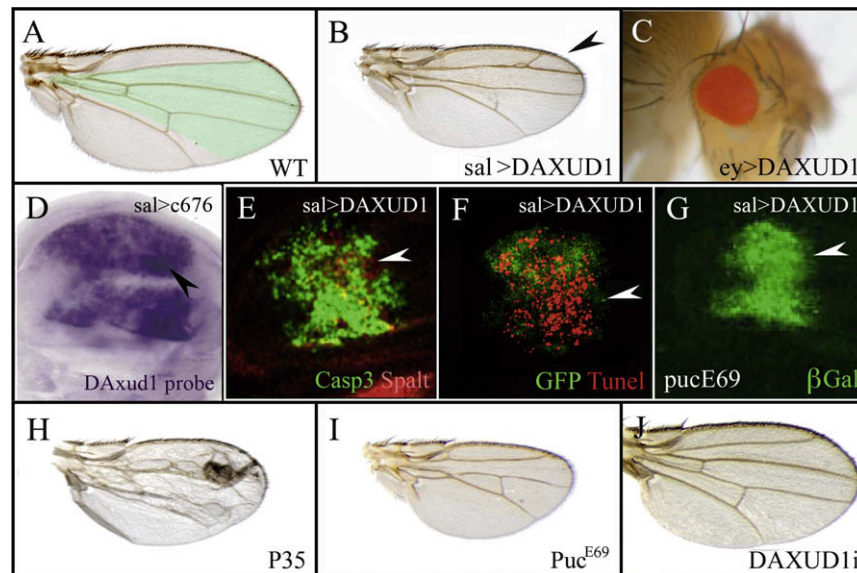 A
WT
B
sal>DAXUD1
C
ey>DAXUD1
D
sal>c676
DAxud1 probe
E
sal>DAXUD1
Casp3 Spalt
F
sal>DAXUD1
GFP Tunel
G
sal>DAXUD1
pucE69
βGal
H
P35
I
Puc^E69
J
DAXUD1i